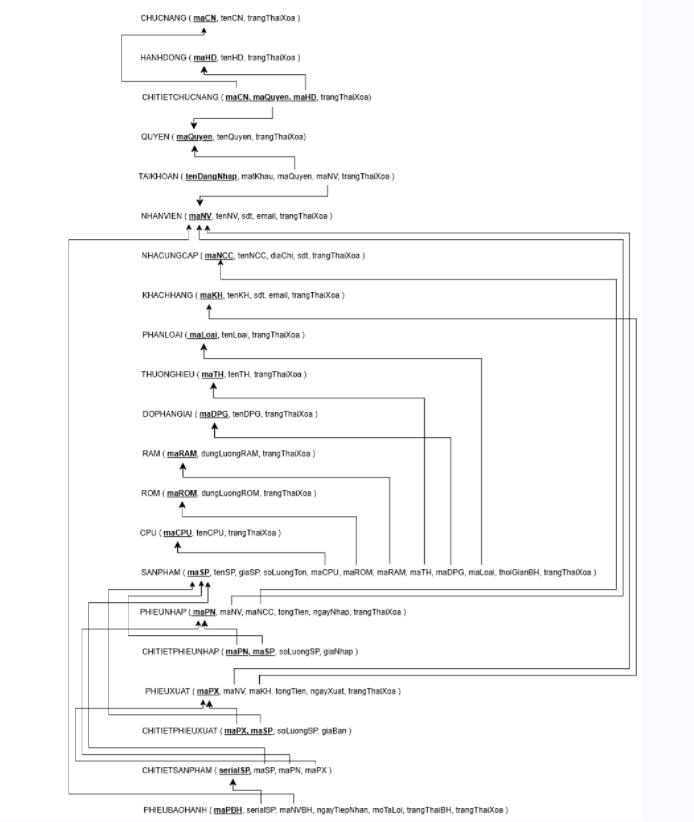 CHUCNANG ( maCN, tenCN, trangThaiXoa )
HANHDONG ( maHD, tenHD, trangThaiXoa )
CHITIETCHUCNANG ( maCN, maQuyen, maHD, trangThaiXoa)
QUYEN ( maQuyen, tenQuyen, trangThaiXoa)
TAIKHOAN ( tenDangNhap, matKhau, maQuyen, maNV, trangThaiXoa )
NHANVIEN ( maNV, tenNV, sdt, email, trangThaiXoa )
NHACUNGCAP ( maNCC, tenNCC, diaChi, sdt, trangThaiXoa )
KHACHHANG ( maKH, tenKH, sdt, email, trangThaiXoa )
PHANLOAI ( maLoai, tenLoai, trangThaiXoa )
THUONGHIEU ( maTH, tenTH, trangThaiXoa )
DOPHANGIAI ( maDPG, tenDPG, trangThaiXoa )
RAM ( maRAM, dungLuongRAM, trangThaiXoa )
ROM ( maROM, dungLuongROM, trangThaiXoa )
CPU ( maCPU, tenCPU, trangThaiXoa )
SANPHAM ( maSP, tenSP, giaSP, soLuongTon, maCPU, maROM, maRAM, maTH, maDPG, maLoai, thoiGianBH, trangThaiXoa )
PHIEUNHAP ( maPN, maNV, maNCC, tongTien, ngayNhap, trangThaiXoa )
CHITIETPHIEUNHAP ( maPN, maSP, soLuongSP, giaNhap )
PHIEUXUAT ( maPX, maNV, maKH, tongTien, ngayXuat, trangThaiXoa )
CHITIETPHIEUXUAT ( maPX, maSP, soLuongSP, giaBan )
CHITIETSANPHAM ( serialSP, maSP, maPN, maPX )
PHIEUBAOHANH ( maPBH, serialSP, maNVBH, ngayTiepNhan, moTaLoi, trangThaiBH, trangThaiXoa )